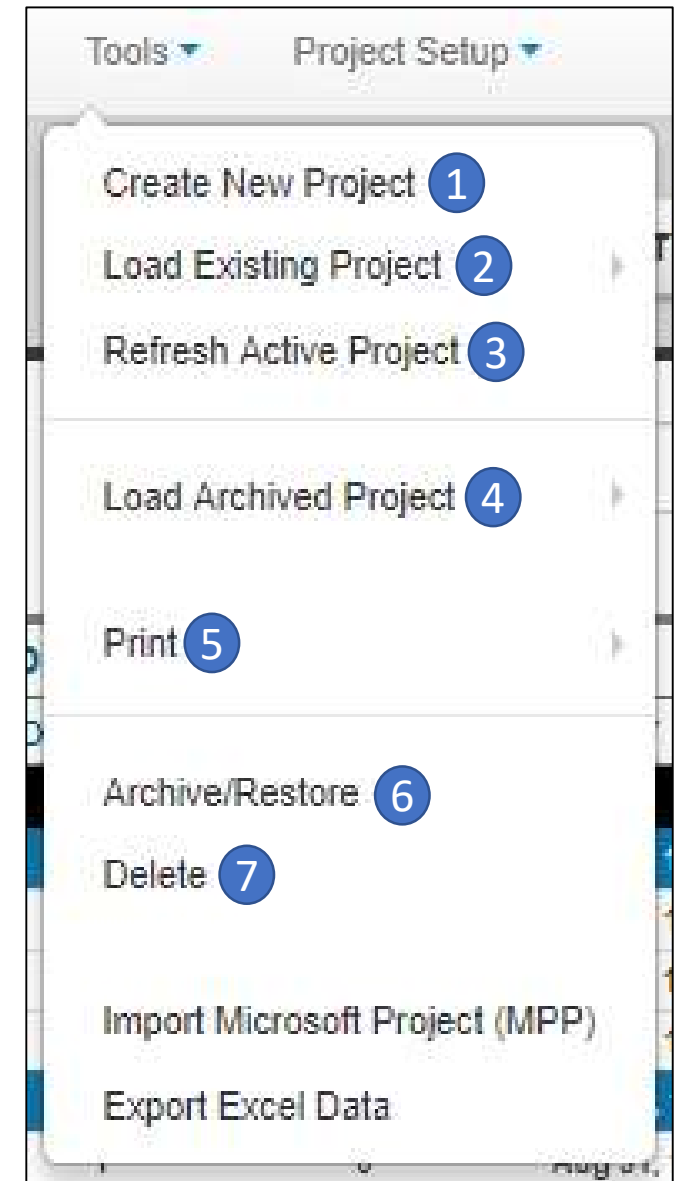 Tools Project Setup
Create New Project 1
Load Existing Project 2
Refresh Active Project 3
Load Archived Project 4
Print 5
Archive/Restore 6
Delete 7
Import Microsoft Project (MPP)
Export Excel Data